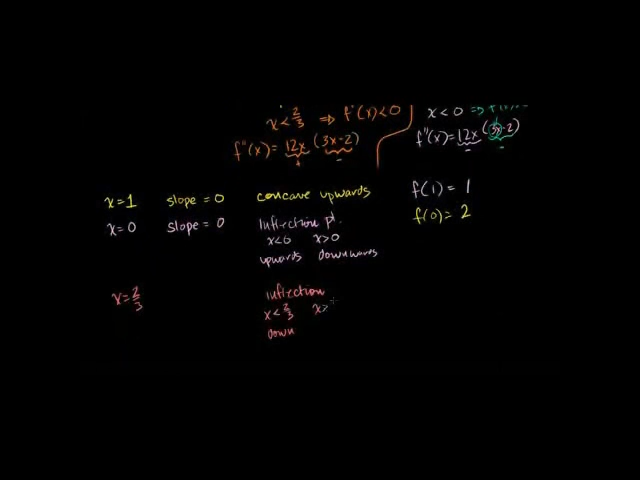 x < 2/3 ⇒ f''(x) < 0
f''(x) = 12x (3x-2)
+ -
x < 0 ⇒
f''(x) = 12x (3x-2)
- -
x = 1 slope = 0 concave upwards f(1) = 1
x = 0 slope = 0 Inflection pt. f(0) = 2
x<0 x>0
upwards downwards
x = 2/3 inflection
x < 2/3 x>
down